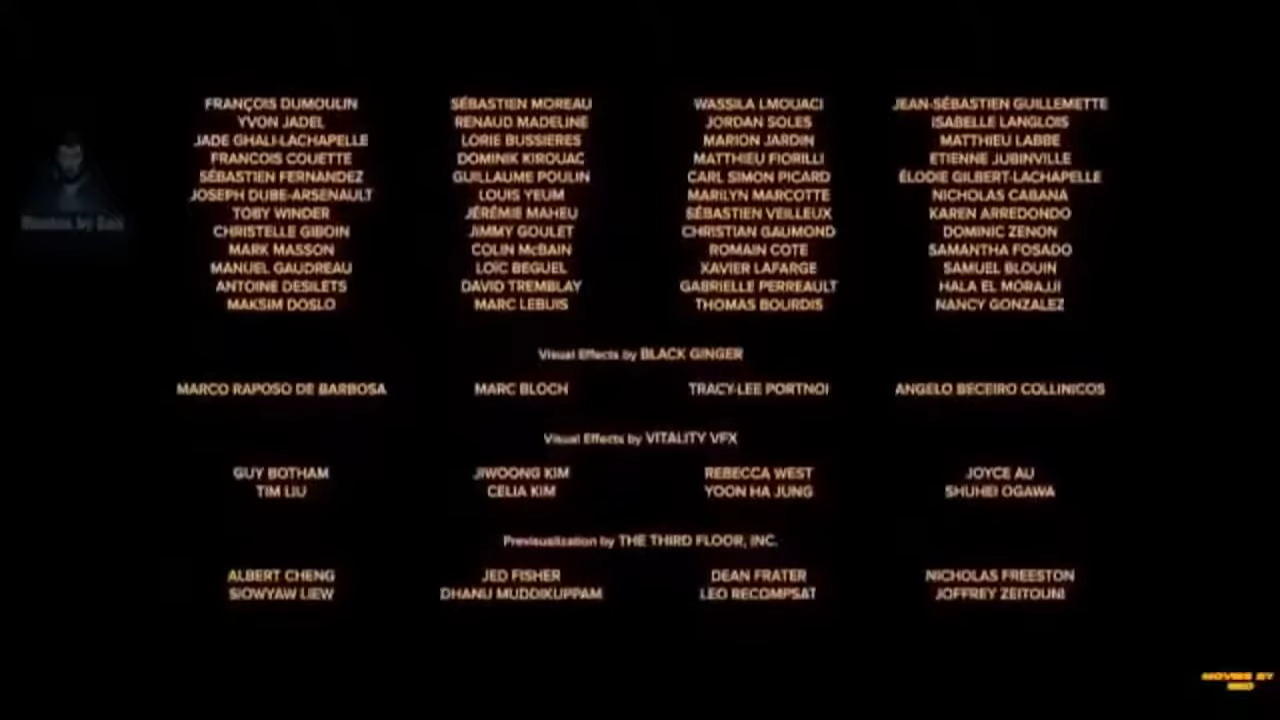 FRANÇOIS DUMOULIN SÉBASTIEN MOREAU WASSILA LMOUACI JEAN-SÉBASTIEN GUILLEMETTE
YVON JADEL RENAUD MADELINE JORDAN SOLES ISABELLE LANGLOIS
JADE GHALI-LACHAPELLE LORIE BUSSIERES MARION JARDIN MATTHIEU LABBE
FRANCOIS COUETTE DOMINIK KIROUAC MATTHIEU FIORILLI ETIENNE JUBINVILLE
SÉBASTIEN FERNANDEZ GUILLAUME POULIN CARL SIMON PICARD ÉLODIE GILBERT-LACHAPELLE
JOSEPH DUBE-ARSENAULT LOUIS YEUM MARILYN MARCOTTE NICHOLAS CABANA
TOBY WINDER JÉRÉMIE MAHEU SÉBASTIEN VEILLEUX KAREN ARREDONDO
CHRISTELLE GIBOIN JIMMY GOULET CHRISTIAN GAUMOND DOMINIC ZENON
MARK MASSON COLIN McBAIN ROMAIN COTE SAMANTHA FOSADO
MANUEL GAUDREAU LOÏC BEGUEL XAVIER LAFARGE SAMUEL BLOUIN
ANTOINE DESILETS DAVID TREMBLAY GABRIELLE PERREAULT HALA EL MORAJJI
MAKSIM DOSLO MARC LEBUIS THOMAS BOURDIS NANCY GONZALEZ
Visual Effects by BLACK GINGER
MARCO RAPOSO DE BARBOSA MARC BLOCH TRACY-LEE PORTNOI ANGELO BECEIRO COLLINICOS
Visual Effects by VITALITY VFX
GUY BOTHAM JIWOONG KIM REBECCA WEST JOYCE AU
TIM LIU CELIA KIM YOON HA JUNG SHUHEI OGAWA
Previsualization by THE THIRD FLOOR, INC.
ALBERT CHENG JED FISHER DEAN FRATER NICHOLAS FREESTON
SIOWYAW LIEW DHANU MUDDIKUPPAM LEO RECOMPSAT JOFFREY ZEITOUNI
MOVIES BY